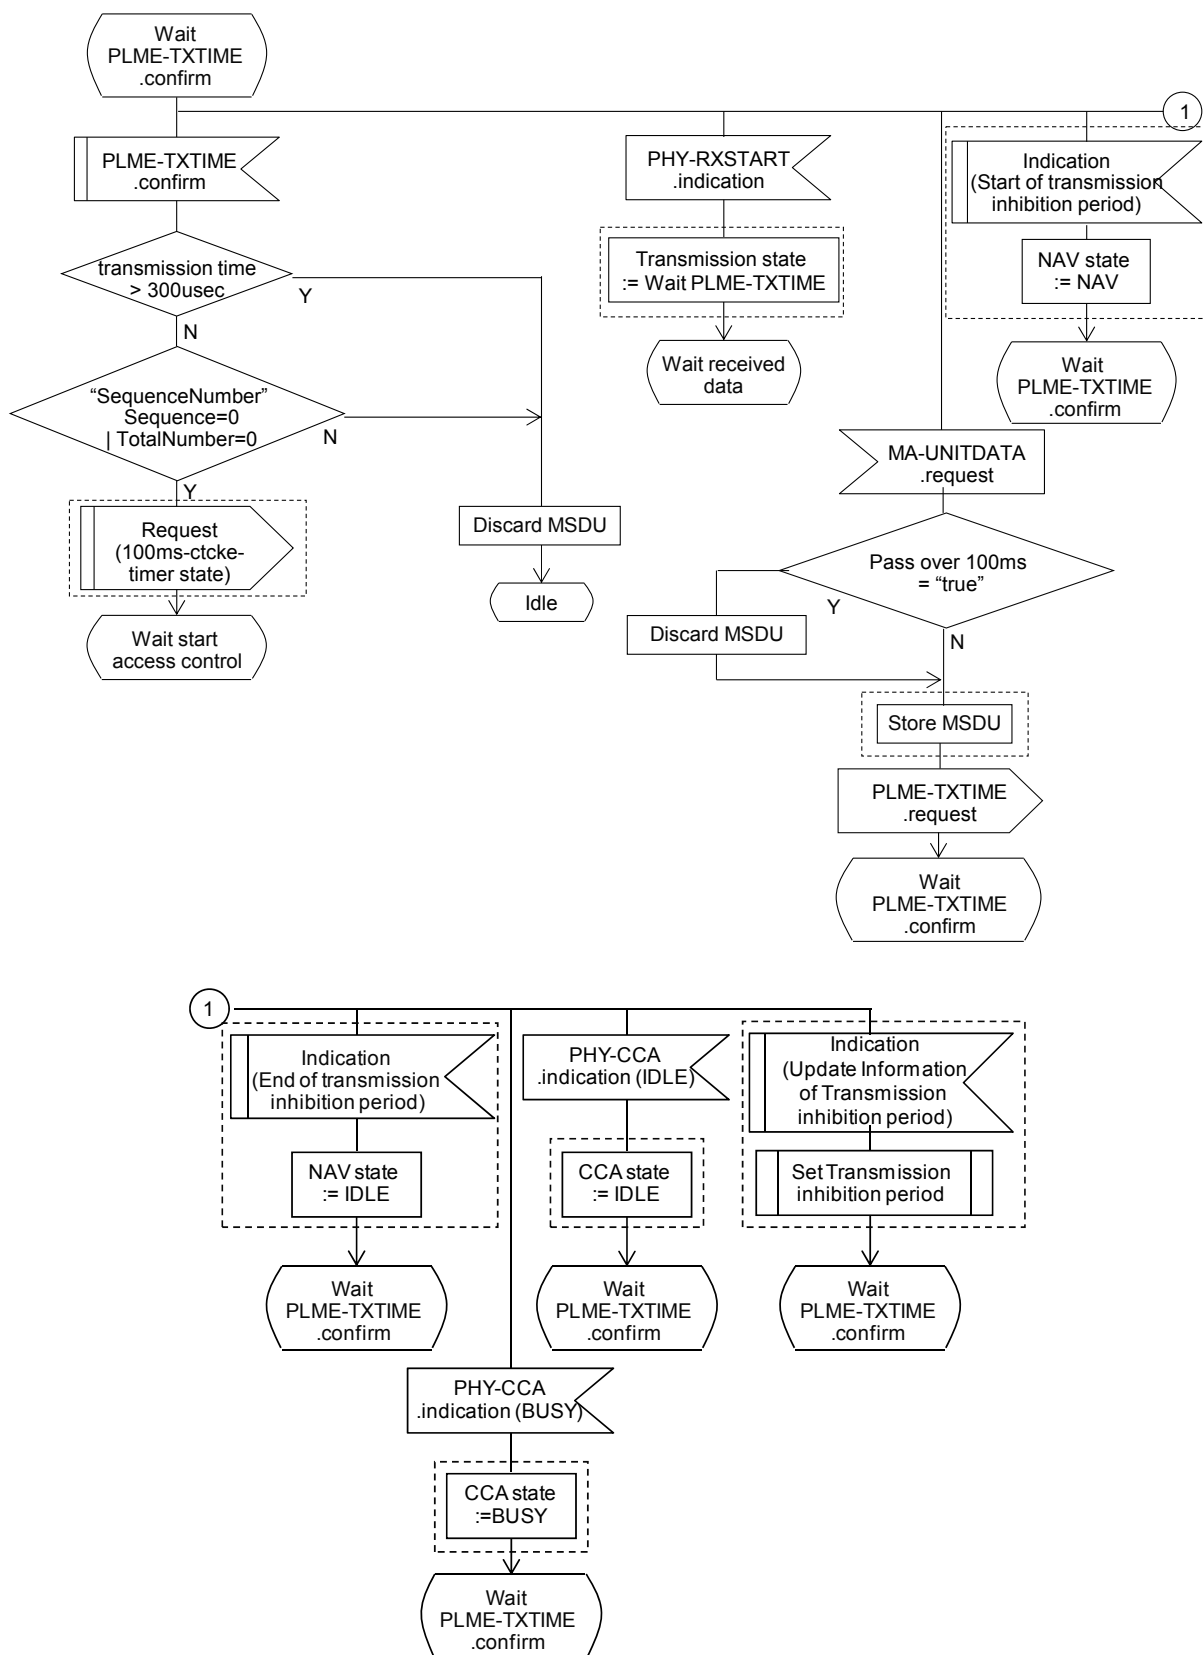 Wait
PLME-TXTIME
.confirm
1
PLME-TXTIME
.confirm
PHY-RXSTART
.indication
Indication
(Start of transmission
inhibition period)
transmission time
> 300usec
Y
N
Transmission state
:= Wait PLME-TXTIME
NAV state
:= NAV
Wait received
data
Wait
PLME-TXTIME
.confirm
“SequenceNumber”
Sequence=0
| TotalNumber=0
N
Y
MA-UNITDATA
.request
Request
(100ms-ctcke-
timer state)
Discard MSDU
Idle
Pass over 100ms
= “true”
Y
N
Discard MSDU
Wait start
access control
Store MSDU
PLME-TXTIME
.request
Wait
PLME-TXTIME
.confirm
1
Indication
(End of transmission
inhibition period)
PHY-CCA
.indication (IDLE)
Indication
(Update Information
of Transmission
inhibition period)
NAV state
:= IDLE
CCA state
:= IDLE
Set Transmission
inhibition period
Wait
PLME-TXTIME
.confirm
Wait
PLME-TXTIME
.confirm
Wait
PLME-TXTIME
.confirm
PHY-CCA
.indication (BUSY)
CCA state
:=BUSY
Wait
PLME-TXTIME
.confirm